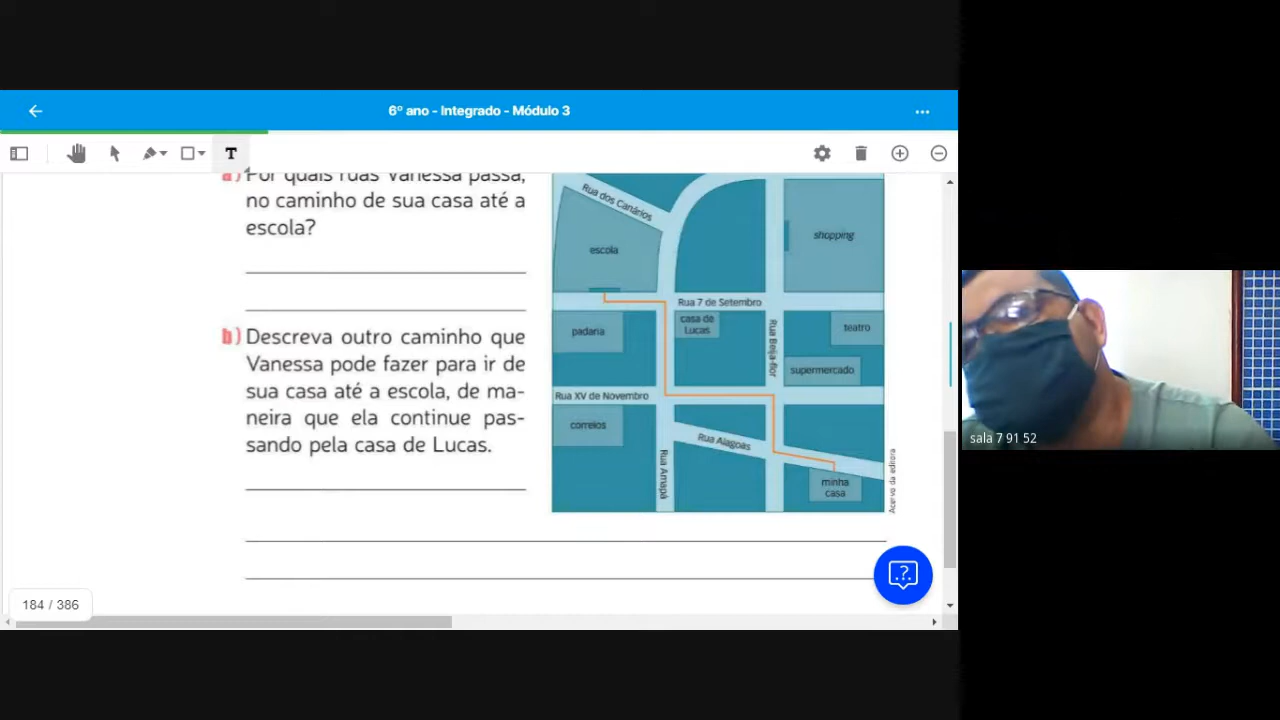 6º ano - Integrado - Módulo 3
T
a) Por quais ruas Vanessa passa,
no caminho de sua casa até a
escola?
b) Descreva outro caminho que
Vanessa pode fazer para ir de
sua casa até a escola, de ma-
neira que ela continue pas-
sando pela casa de Lucas.
Rua dos Canários
escola
shopping
Rua 7 de Setembro
padaria
casa de
Lucas
Rua Beija-flor
teatro
supermercado
Rua XV de Novembro
correios
Rua Alagoas
Rua Amapá
minha
casa
Acervo da editora
184 / 386
sala 7 91 52